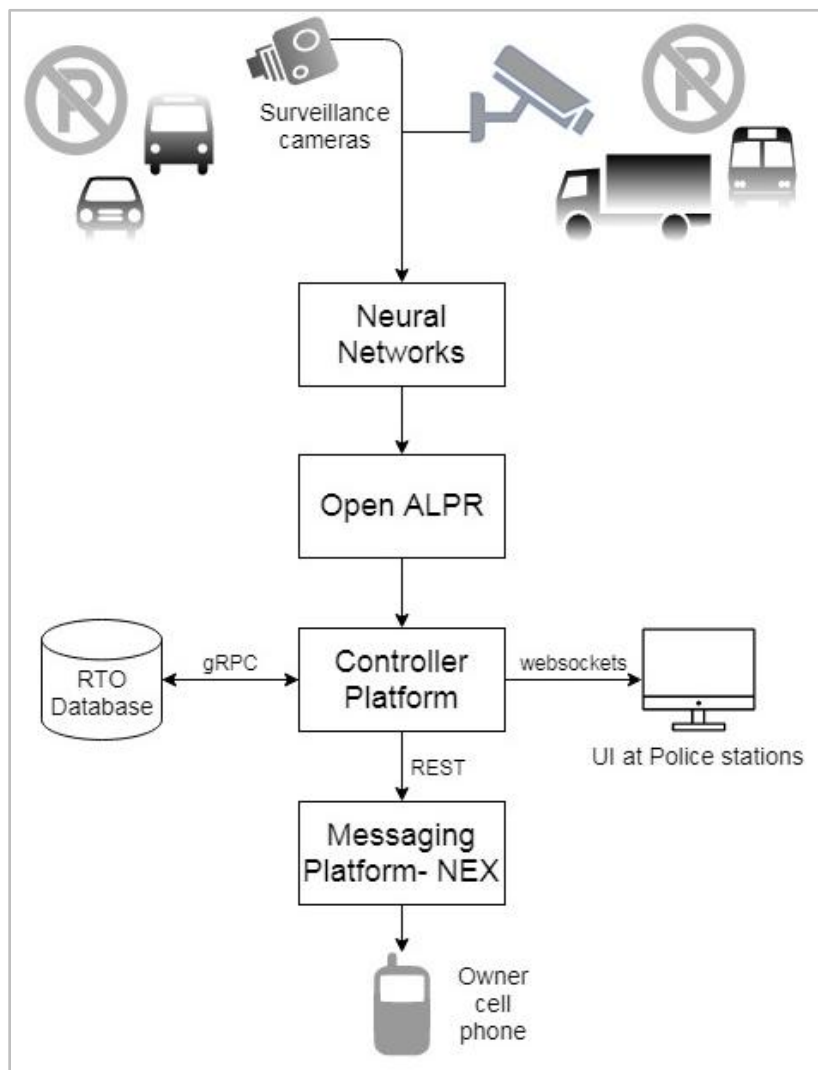 P
P
Surveillance
cameras
Neural
Networks
Open ALPR
RTO
Database
gRPC
Controller
Platform
websockets
UI at Police stations
REST
Messaging
Platform- NEX
Owner
cell
phone